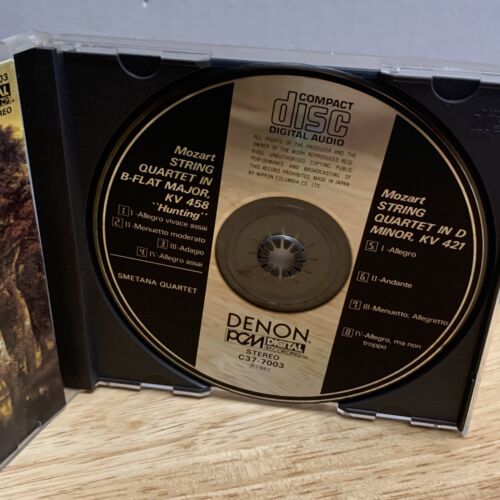 03
COMPACT
disc
DIGITAL AUDIO
ALL RIGHTS OF THE PRODUCER AND THE
OWNER OF THE WORK REPRODUCED RESE
RVED. UNAUTHORISED COPYING PUBLIC
PERFORMANCE AND BROADCASTING OF
THIS RECORD PROHIBITED. MADE IN JAPAN
BY NIPPON COLUMBIA CO. LTD.
Mozart
STRING
QUARTET IN
B-FLAT MAJOR,
KV 458
"Hunting"
1 I-Allegro vivace assai
2 II-Menuetto moderato
3 III-Adagio
4 IV-Allegro assai
SMETANA QUARTET
Mozart
STRING
QUARTET IN D
MINOR, KV 421
5 I-Allegro
6 II-Andante
7 III-Menuetto; Allegretto
8 IV-Allegro, ma non
troppo
DENON
PCM DIGITAL
RECORDING
STEREO
C37-7003
℗1982